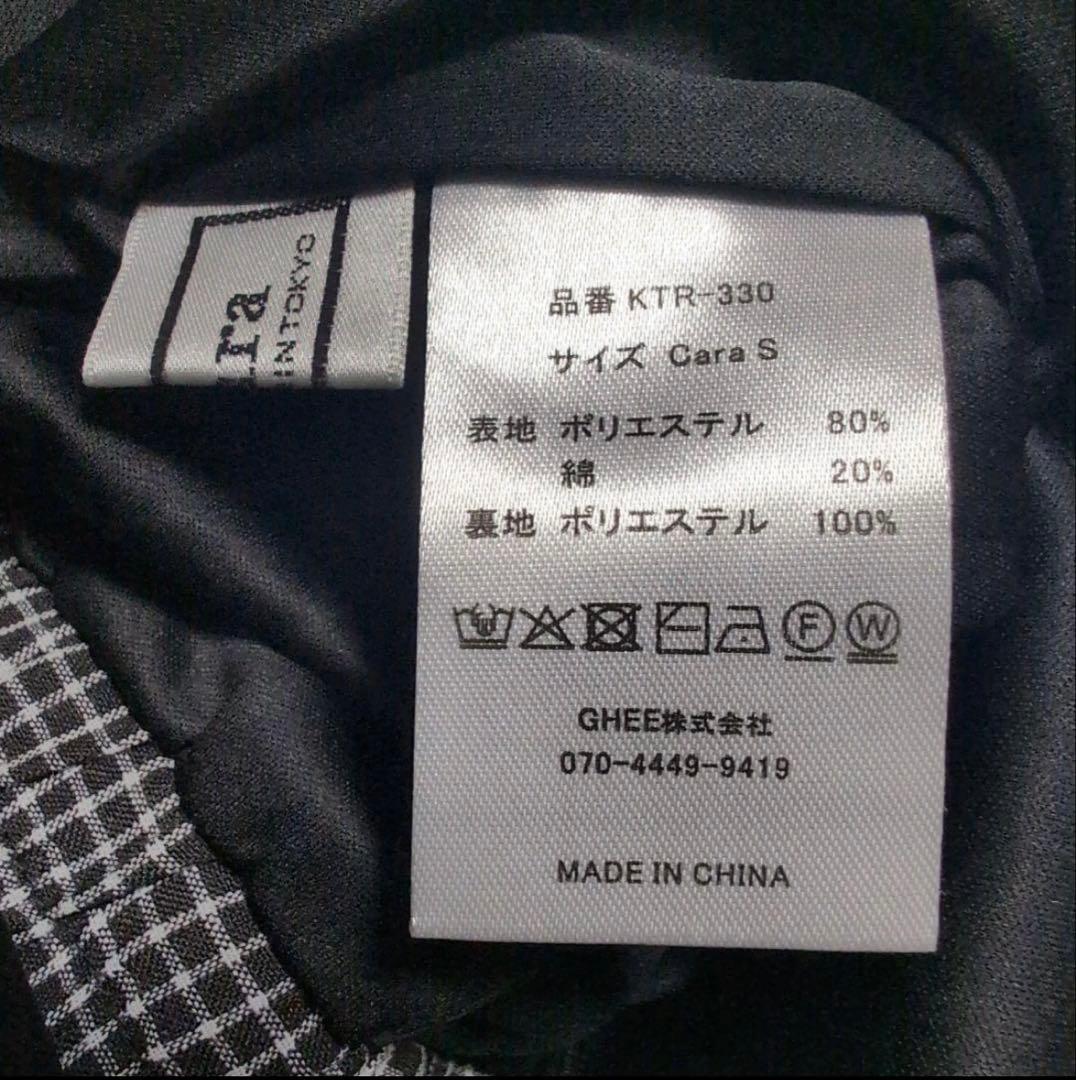 ra
IN TOKYO
品番 KTR-330
サイズ Cara S
表地 ポリエステル 80%
綿 20%
裏地 ポリエステル 100%
F W
GHEE株式会社
070-4449-9419
MADE IN CHINA